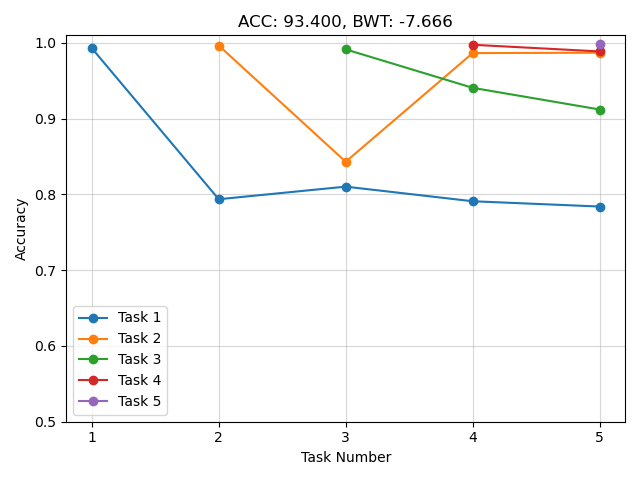 ACC: 93.400, BWT: -7.666
1.0
0.9
0.8
0.7
0.6
0.5
Accuracy
Task 1
Task 2
Task 3
Task 4
Task 5
1 2 3 4 5
Task Number